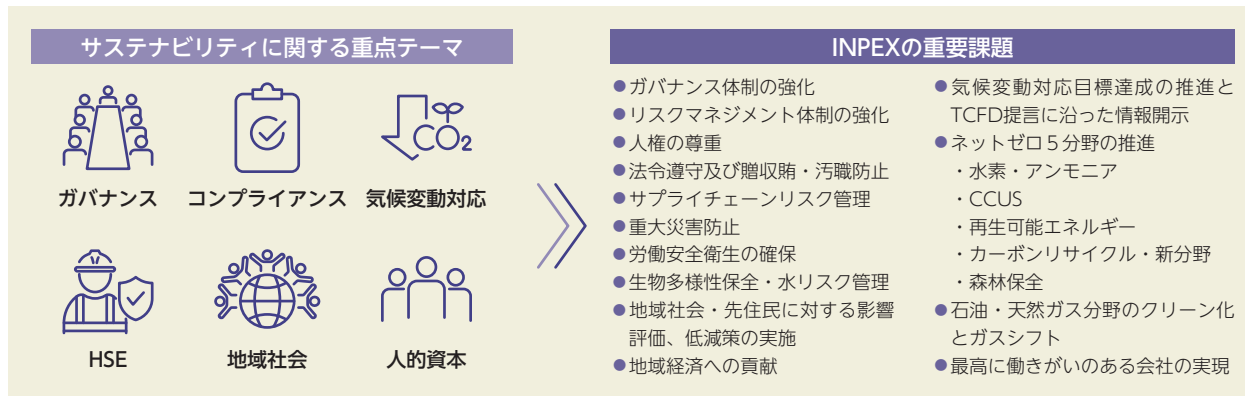 サステナビリティに関する重点テーマ
ガバナンス
コンプライアンス
CO₂
気候変動対応
HSE
地域社会
人的資本
INPEXの重要課題
●ガバナンス体制の強化
●リスクマネジメント体制の強化
●人権の尊重
●法令遵守及び贈収賄・汚職防止
●サプライチェーンリスク管理
●重大災害防止
●労働安全衛生の確保
●生物多様性保全・水リスク管理
●地域社会・先住民に対する影響
評価、低減策の実施
●地域経済への貢献
●気候変動対応目標達成の推進と
TCFD提言に沿った情報開示
●ネットゼロ５分野の推進
・水素・アンモニア
・CCUS
・再生可能エネルギー
・カーボンリサイクル・新分野
・森林保全
●石油・天然ガス分野のクリーン化
とガスシフト
●最高に働きがいのある会社の実現